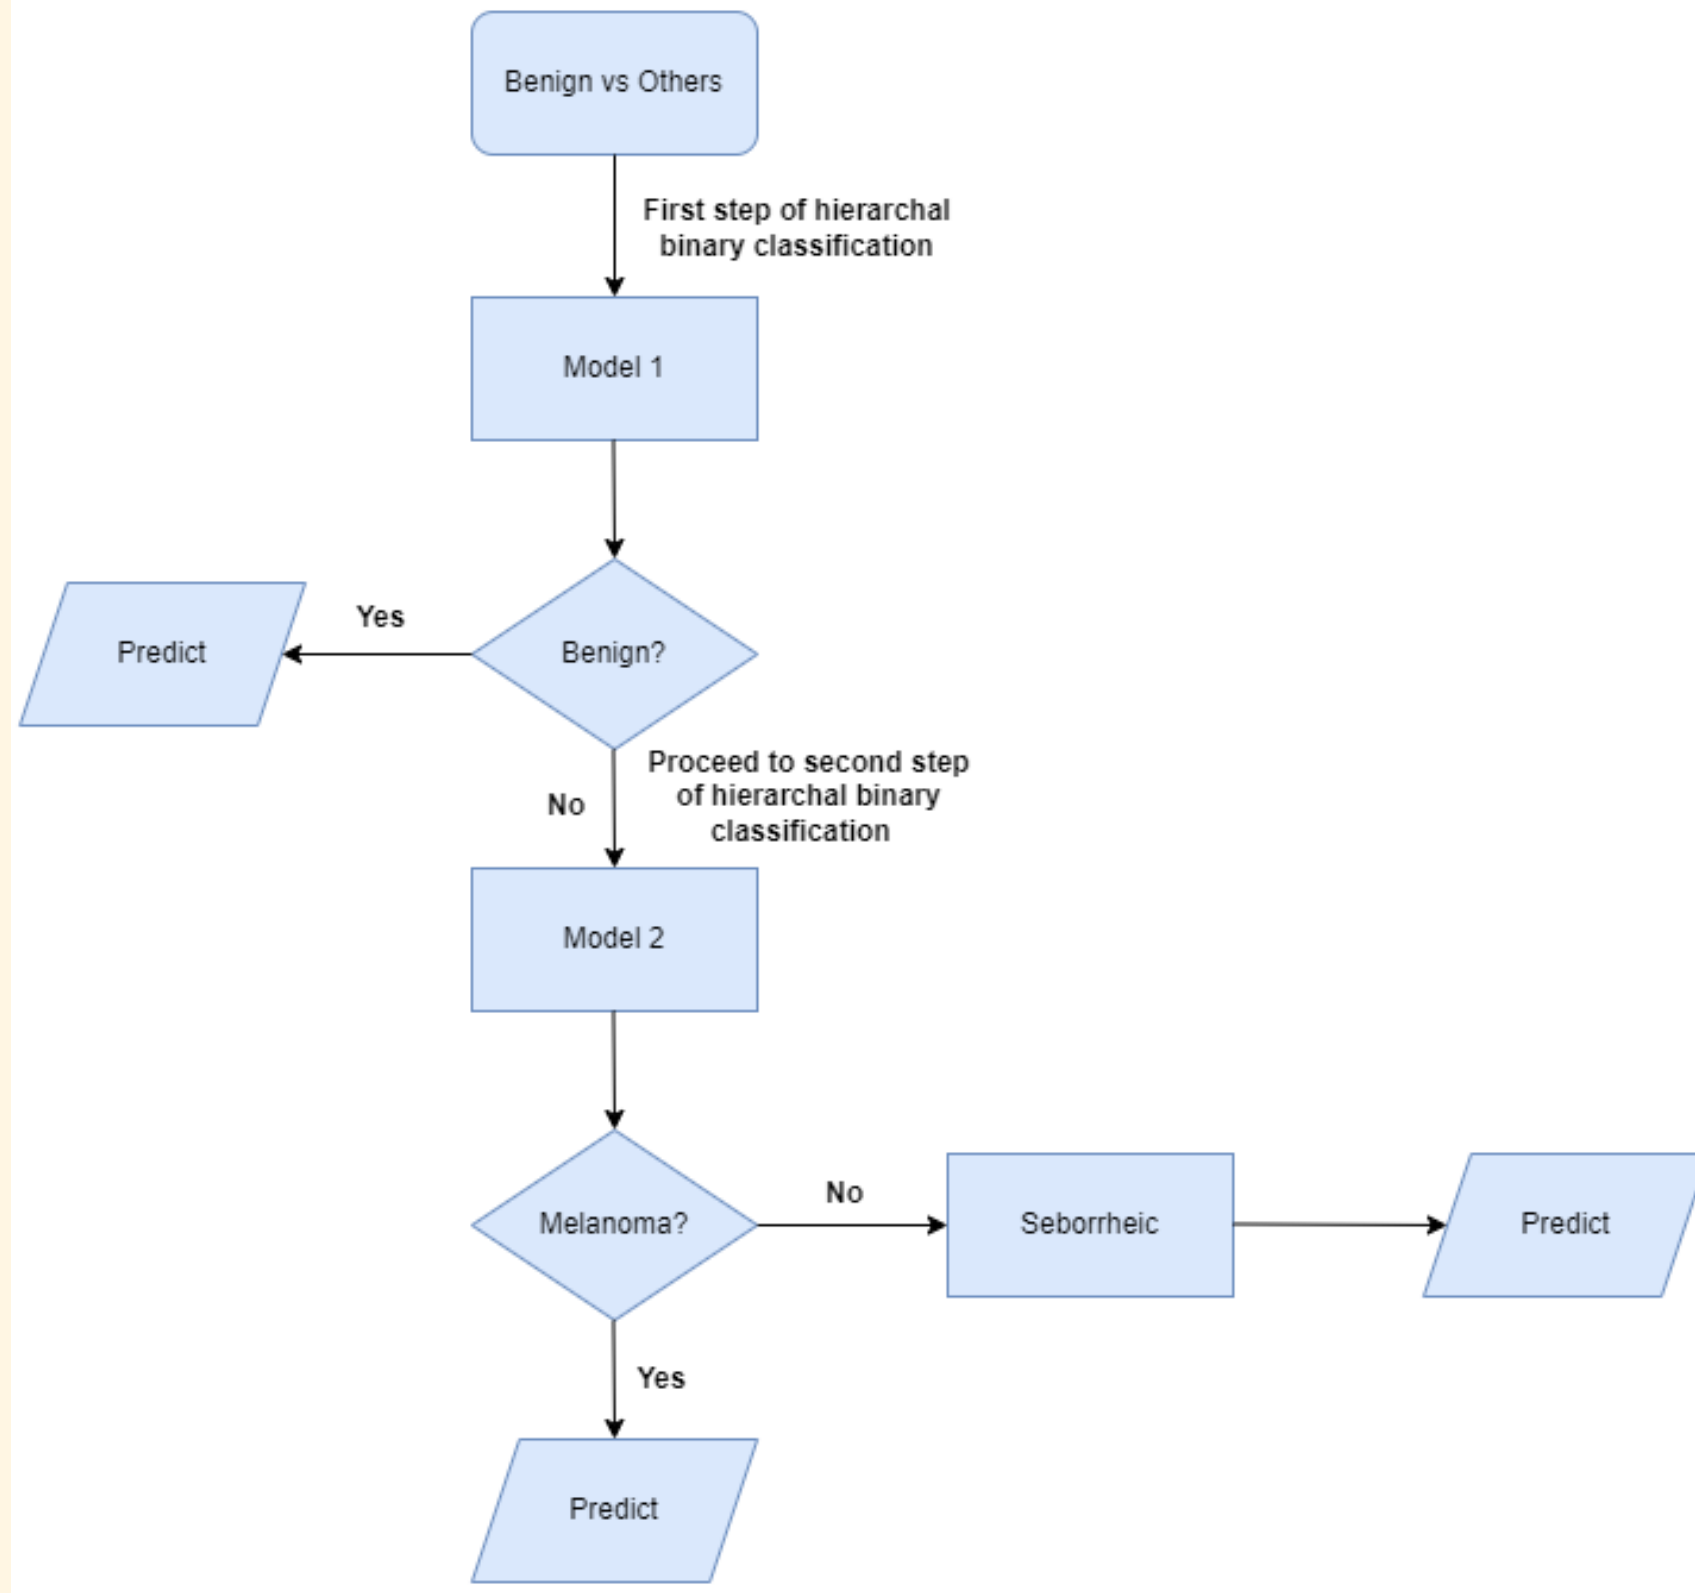 Benign vs Others
First step of hierarchal
binary classification
Model 1
Yes
Predict
Benign?
Proceed to second step
of hierarchal binary
classification
No
Model 2
Melanoma?
No
Seborrheic
Predict
Yes
Predict